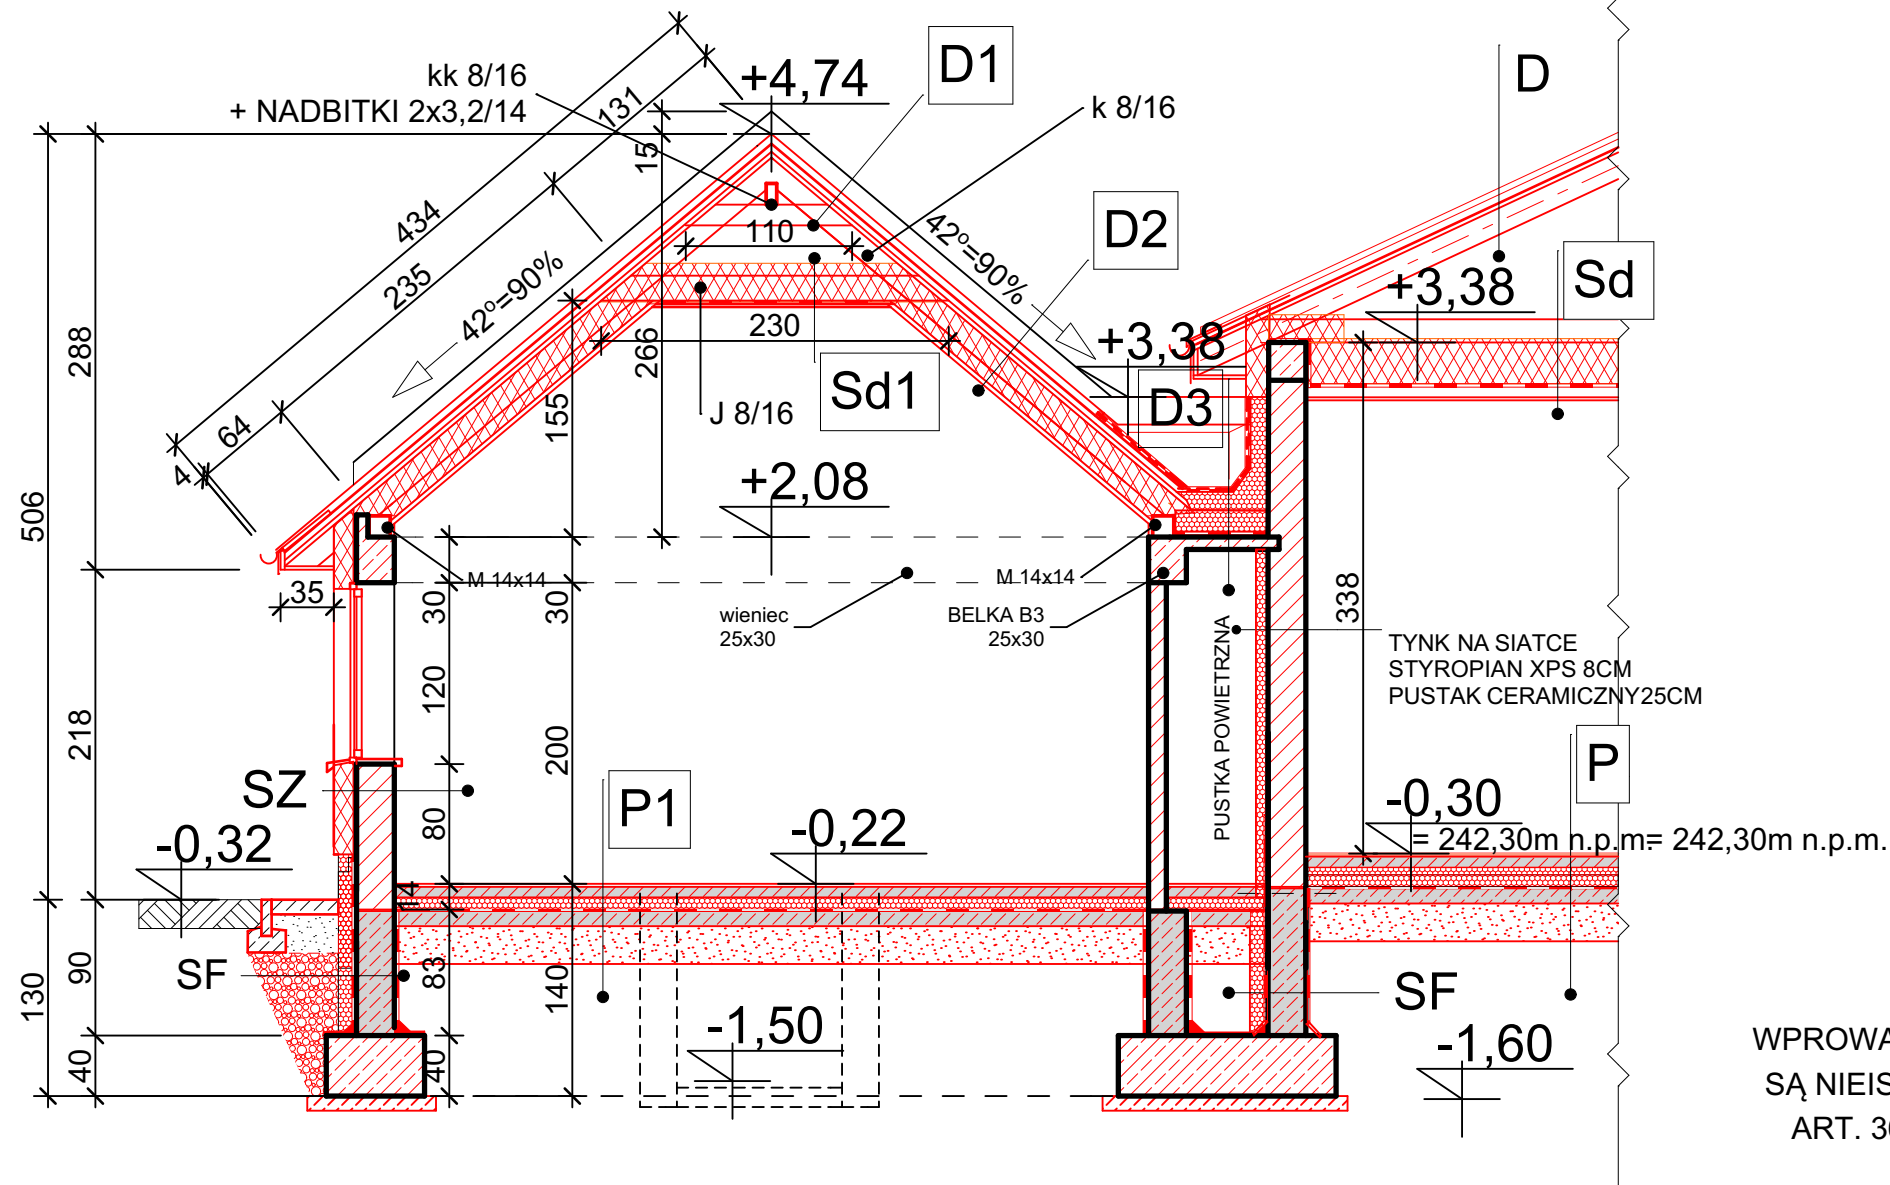 kk 8/16
+ NADBITKI 2x3,2/14
+4,74
D1
k 8/16
D
131
15
434
235
110
D2
42º=90%
42º=90%
Sd
+3,38
+3,38
288
230
266
155
Sd1
D3
J 8/16
64
4
+2,08
506
35
M 14x14
M 14x14
30
30
wieniec
25x30
BELKA B3
25x30
338
PUSTKA POWIETRZNA
TYNK NA SIATCE
STYROPIAN XPS 8CM
PUSTAK CERAMICZNY25CM
120
218
200
SZ
P1
P
80
-0,32
-0,22
-0,30
= 242,30m n.p.m= 242,30m n.p.m.
14
SF
83
SF
90
130
140
-1,50
-1,60
40
40
WPROWA
SĄ NIEIS
ART. 3